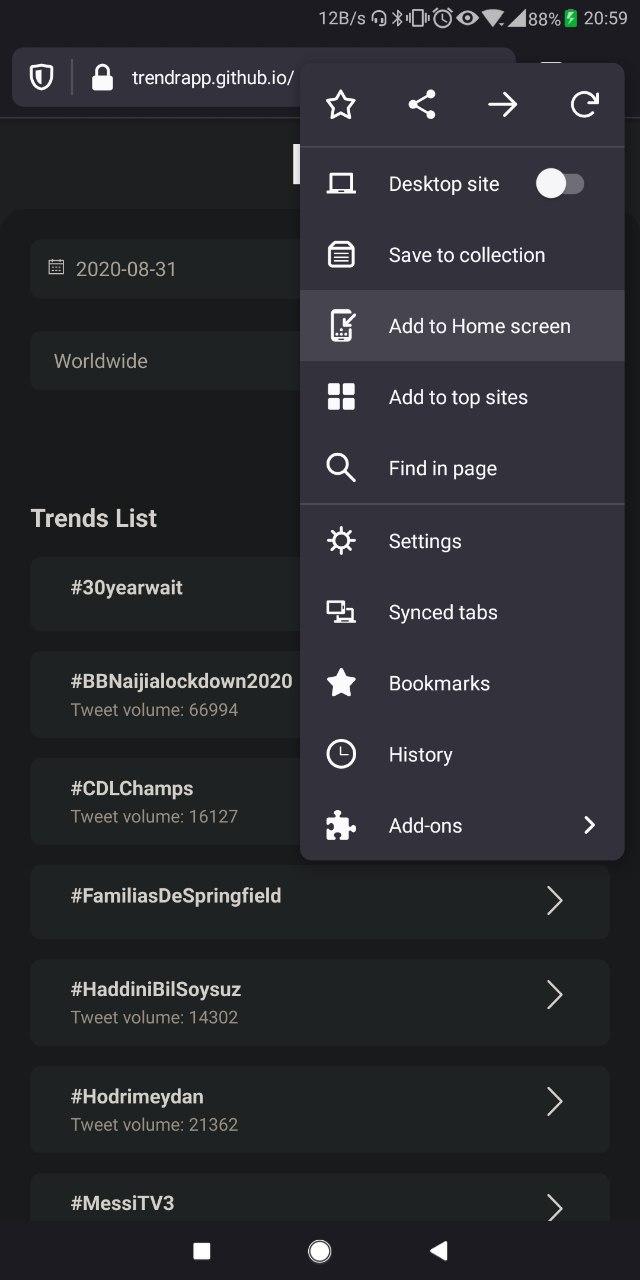 12B/s 88% 20:59
trendrapp.github.io/
Desktop site
Save to collection
Add to Home screen
Add to top sites
Find in page
Settings
Synced tabs
Bookmarks
History
Add-ons
2020-08-31
Worldwide
Trends List
#30yearwait
#BBNaijialockdown2020
Tweet volume: 66994
#CDLChamps
Tweet volume: 16127
#FamiliasDeSpringfield
#HaddiniBilSoysuz
Tweet volume: 14302
#Hodrimeydan
Tweet volume: 21362
#MessiTV3